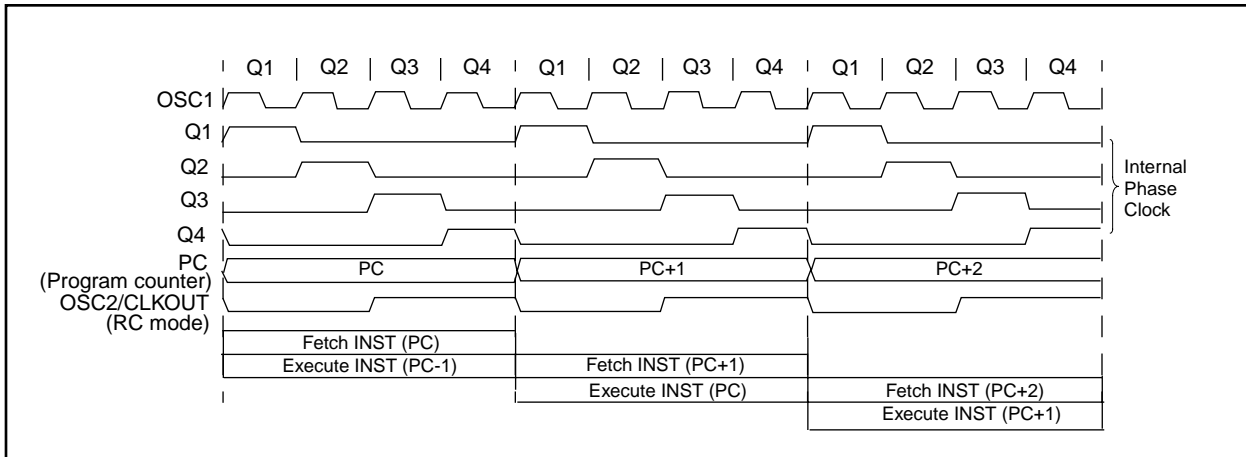 Q1 Q2 Q3 Q4 Q1 Q2 Q3 Q4 Q1 Q2 Q3 Q4
OSC1
Q1
Q2
Q3
Q4
Internal
Phase
Clock
PC
(Program counter)
PC PC+1 PC+2
OSC2/CLKOUT
(RC mode)
Fetch INST (PC)
Execute INST (PC-1) Fetch INST (PC+1)
Execute INST (PC) Fetch INST (PC+2)
Execute INST (PC+1)